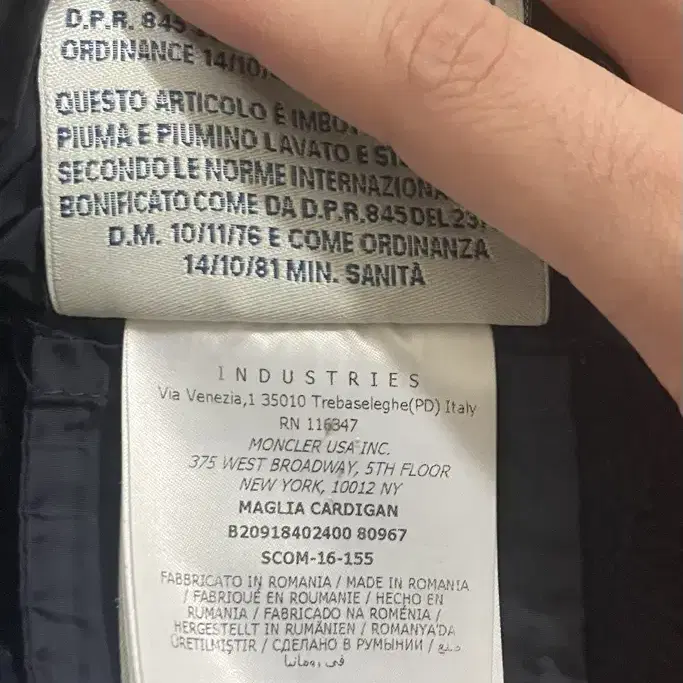 D.P.R. 845
ORDINANCE 14/10/
QUESTO ARTICOLO È
PIUMA E PIUMINO LAVATO E
SECONDO LE NORME
BONIFICATO COME DA D.P.R.845 DEL
D.M. 10/11/76 E COME ORDINANZA
14/10/81 MIN. SANITÀ
INDUSTRIES
Via Venezia,1 35010 Trebaseleghe(PD) Italy
RN 116347
MONCLER USA INC.
375 WEST BROADWAY, 5TH FLOOR
NEW YORK, 10012 NY
MAGLIA CARDIGAN
B20918402400 80967
SCOM-16-155
FABBRICATO IN ROMANIA / MADE IN ROMANIA
/ FABRIQUÉ EN ROUMANIE / HECHO EN
RUMANIA / FABRICADO NA ROMÉNIA /
HERGESTELLT IN RUMÄNIEN / ROMANYA'DA
ÜRETILMIŞTIR / СДЕЛАНО В РУМЫНИИ / صنع
في رومانيا